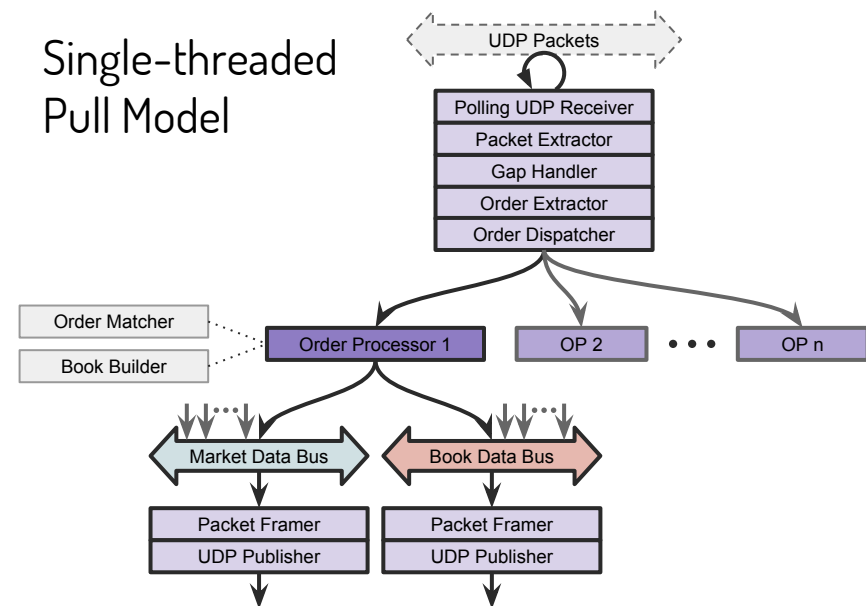 Single-threaded
Pull Model
UDP Packets
Polling UDP Receiver
Packet Extractor
Gap Handler
Order Extractor
Order Dispatcher
Order Matcher
Book Builder
Order Processor 1
OP 2
OP n
Market Data Bus
Book Data Bus
Packet Framer
UDP Publisher
Packet Framer
UDP Publisher